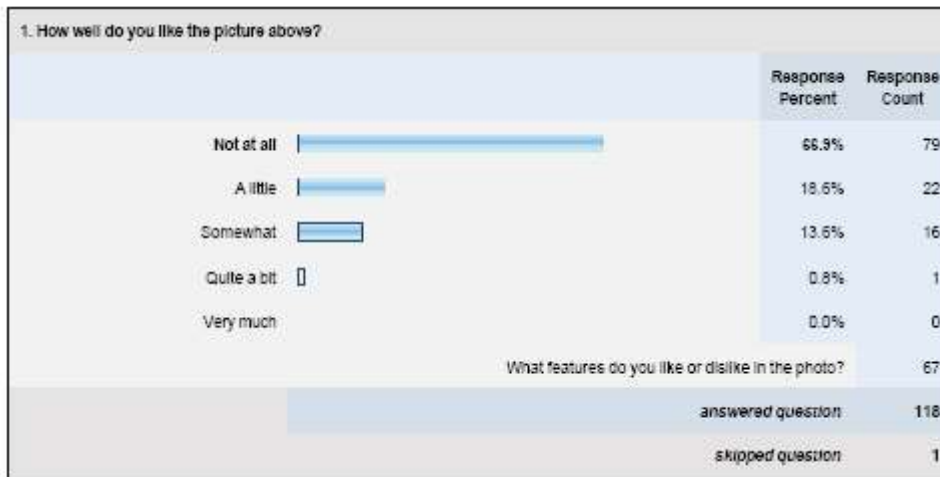 1. How well do you like the picture above?
Response Percent
Response Count
Not at all 66.9% 79
A little 18.6% 22
Somewhat 13.6% 16
Quite a bit 0.8% 1
Very much 0.0% 0
What features do you like or dislike in the photo? 67
answered question 118
skipped question 1